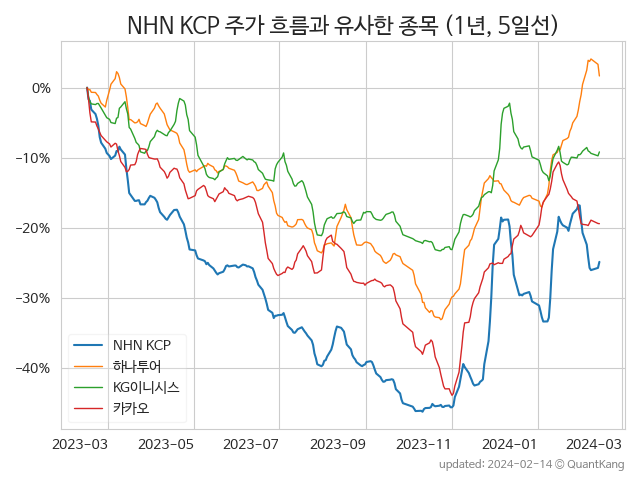 NHN KCP 주가 흐름과 유사한 종목 (1년, 5일선)
0%
−10%
−20%
−30%
−40%
NHN KCP
하나투어
KG이니시스
카카오
2023-03 2023-05 2023-07 2023-09 2023-11 2024-01 2024-03
updated: 2024-02-14 © QuantKang